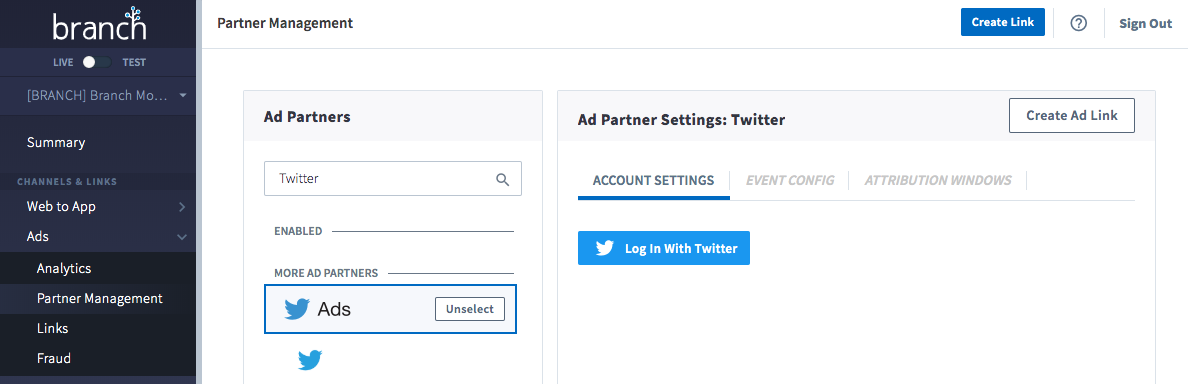 branch
LIVE TEST
[BRANCH] Branch Mo...
Summary
CHANNELS & LINKS
Web to App
Ads
Analytics
Partner Management
Links
Fraud
Partner Management
Create Link
?
Sign Out
Ad Partners
Twitter
ENABLED
MORE AD PARTNERS
Ads
Unselect
Ad Partner Settings: Twitter
Create Ad Link
ACCOUNT SETTINGS EVENT CONFIG ATTRIBUTION WINDOWS
Log In With Twitter